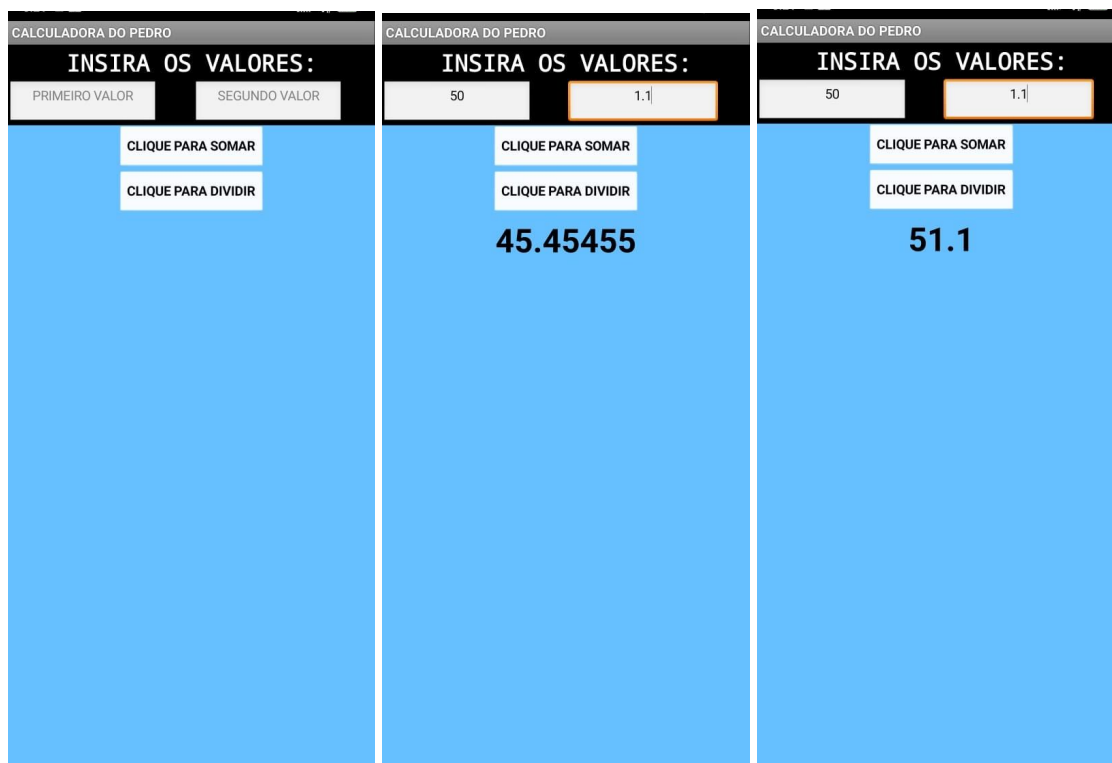 CALCULADORA DO PEDRO
INSIRA OS VALORES:
PRIMEIRO VALOR SEGUNDO VALOR
CLIQUE PARA SOMAR
CLIQUE PARA DIVIDIR
CALCULADORA DO PEDRO
INSIRA OS VALORES:
50 1.1
CLIQUE PARA SOMAR
CLIQUE PARA DIVIDIR
45.45455
CALCULADORA DO PEDRO
INSIRA OS VALORES:
50 1.1
CLIQUE PARA SOMAR
CLIQUE PARA DIVIDIR
51.1